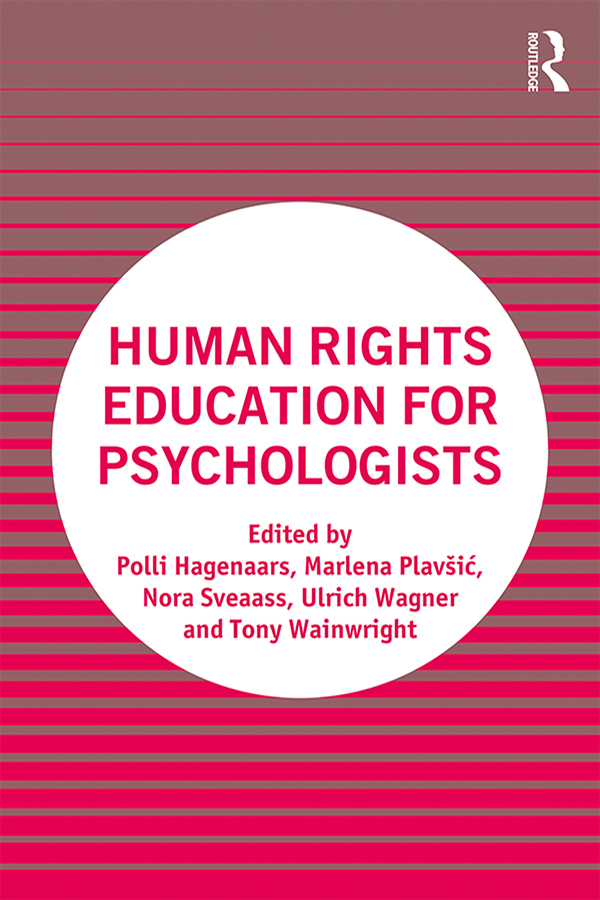 ROUTLEDGE
HUMAN RIGHTS
EDUCATION FOR
PSYCHOLOGISTS
Edited by
Polli Hagenaars, Marlena Plavšić,
Nora Sveaass, Ulrich Wagner
and Tony Wainwright